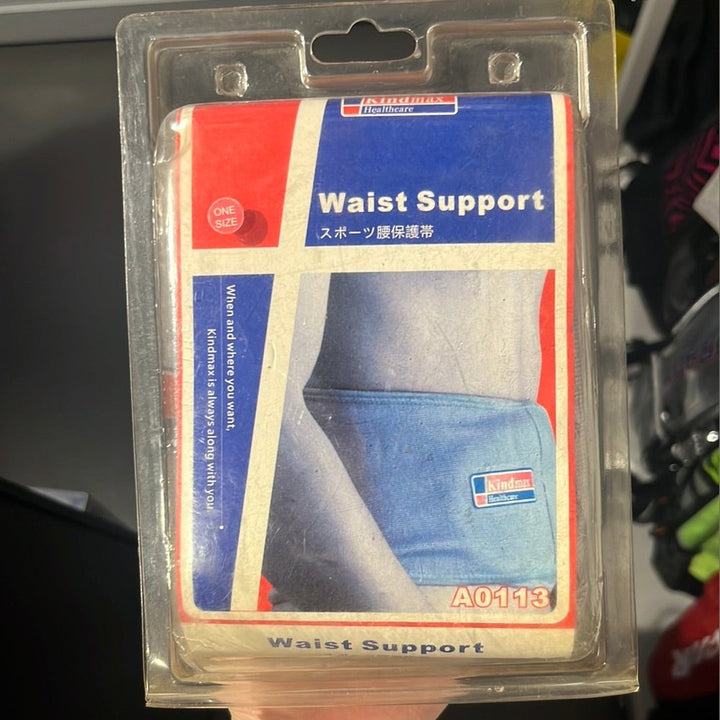 Kindmax
Healthcare
Waist Support
スポーツ腰保護帯
ONE
SIZE
When and where you want,
Kindmax is always along with you
Kindmax
Healthcare
A0113
Waist Support